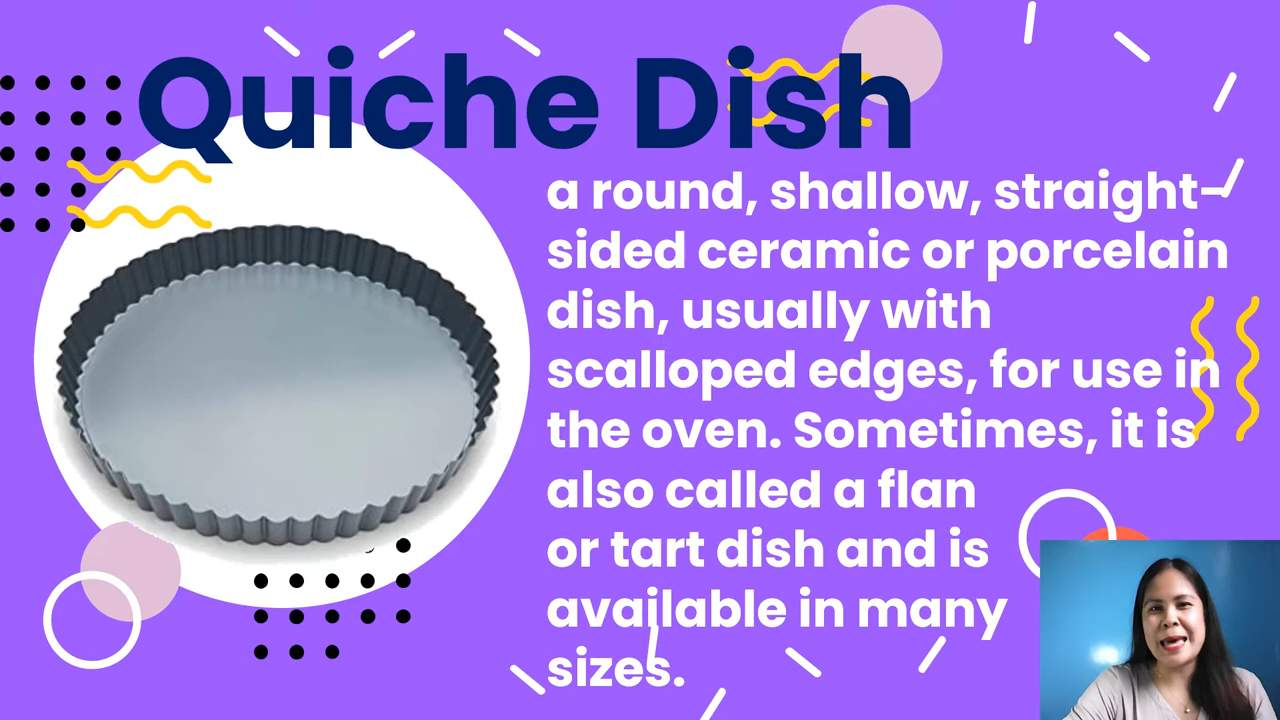 Quiche Dish
a round, shallow, straight-
sided ceramic or porcelain
dish, usually with
scalloped edges, for use in
the oven. Sometimes, it is
also called a flan
or tart dish and is
available in many
sizes.